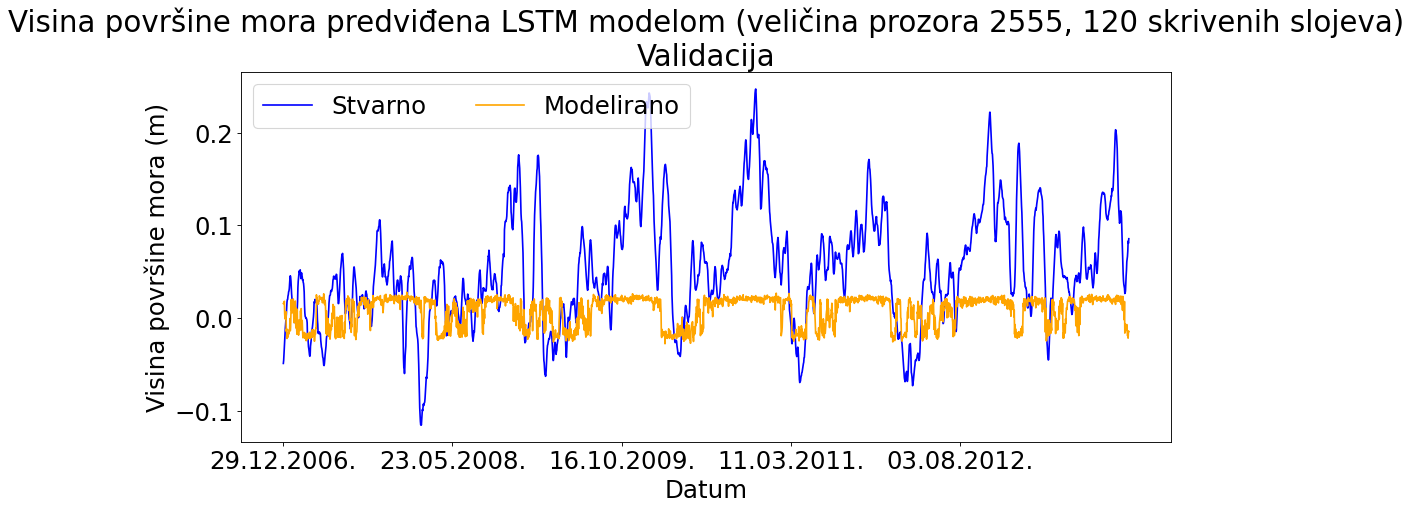 Visina površine mora predviđena LSTM modelom (veličina prozora 2555, 120 skrivenih slojeva)
Validacija
Stvarno
Modelirano
Visina površine mora (m)
0.2
0.1
0.0
−0.1
29.12.2006.
23.05.2008.
16.10.2009.
11.03.2011.
03.08.2012.
Datum